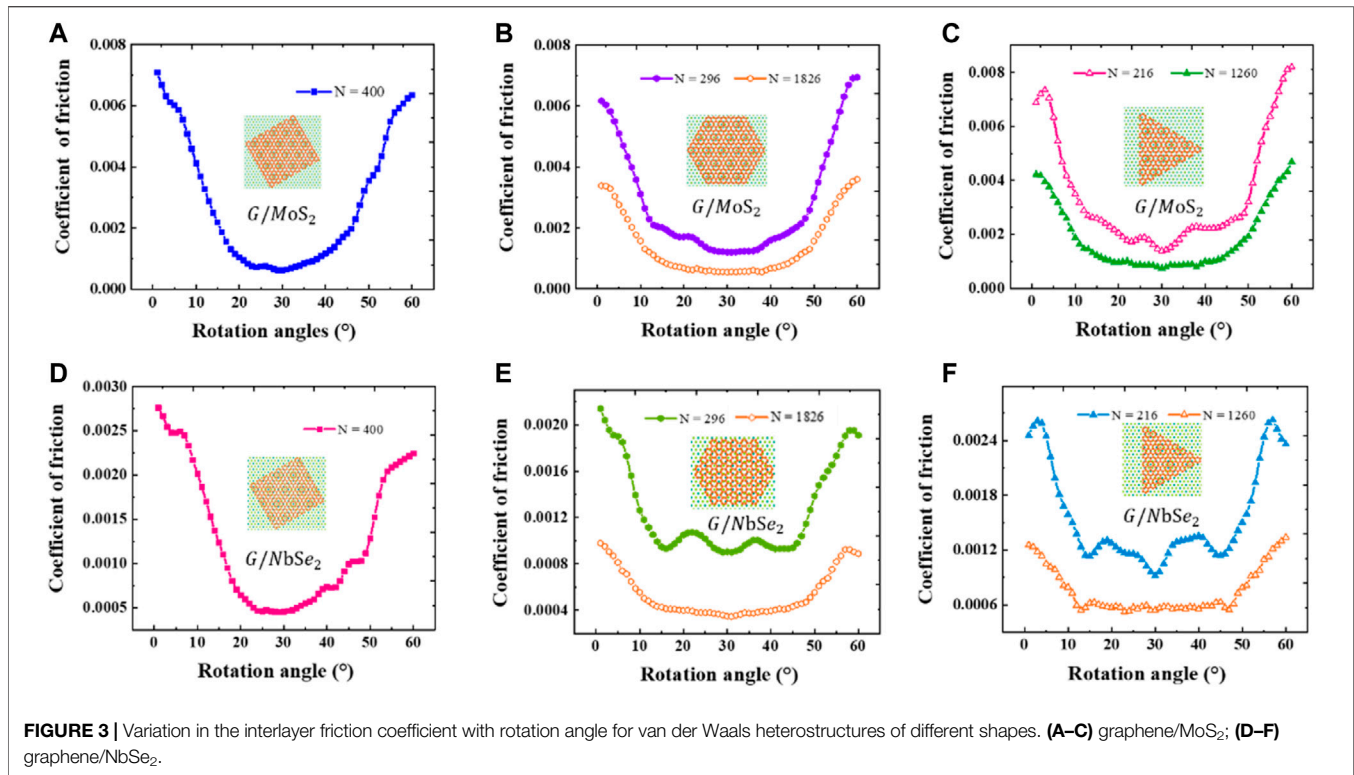 A
0.008
0.006
0.004
0.002
0.000
Coefficient of friction
N = 400
G/MoS₂
0 10 20 30 40 50 60
Rotation angles (°)
B
0.008
0.006
0.004
0.002
0.000
Coefficient of friction
N = 296 N = 1826
G/MoS₂
0 10 20 30 40 50 60
Rotation angle (°)
C
0.008
0.006
0.004
0.002
0.000
Coefficient of friction
N = 216 N = 1260
G/MoS₂
0 10 20 30 40 50 60
Rotation angle (°)
D
0.0030
0.0025
0.0020
0.0015
0.0010
0.0005
Coefficient of friction
N = 400
G/NbSe₂
0 10 20 30 40 50 60
Rotation angle (°)
E
0.0020
0.0016
0.0012
0.0008
0.0004
Coefficient of friction
N = 296 N = 1826
G/NbSe₂
0 10 20 30 40 50 60
Rotation angle (°)
F
0.0024
0.0018
0.0012
0.0006
Coefficient of friction
N = 216 N = 1260
G/NbSe₂
0 10 20 30 40 50 60
Rotation angle (°)
FIGURE 3 | Variation in the interlayer friction coefficient with rotation angle for van der Waals heterostructures of different shapes. (A–C) graphene/MoS₂; (D–F)
graphene/NbSe₂.